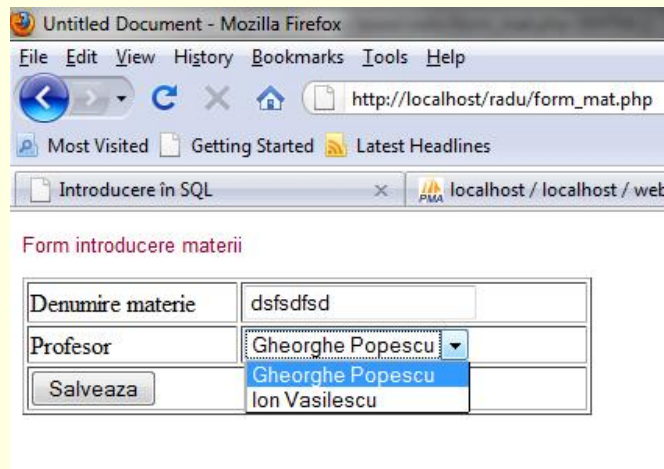 Untitled Document - Mozilla Firefox
File Edit View History Bookmarks Tools Help
http://localhost/radu/form_mat.php
Most Visited Getting Started Latest Headlines
Introducere în SQL localhost / localhost / web
Form introducere materii
Denumire materie dsfsdfsd
Profesor Gheorghe Popescu
Gheorghe Popescu
Salveaza
Ion Vasilescu